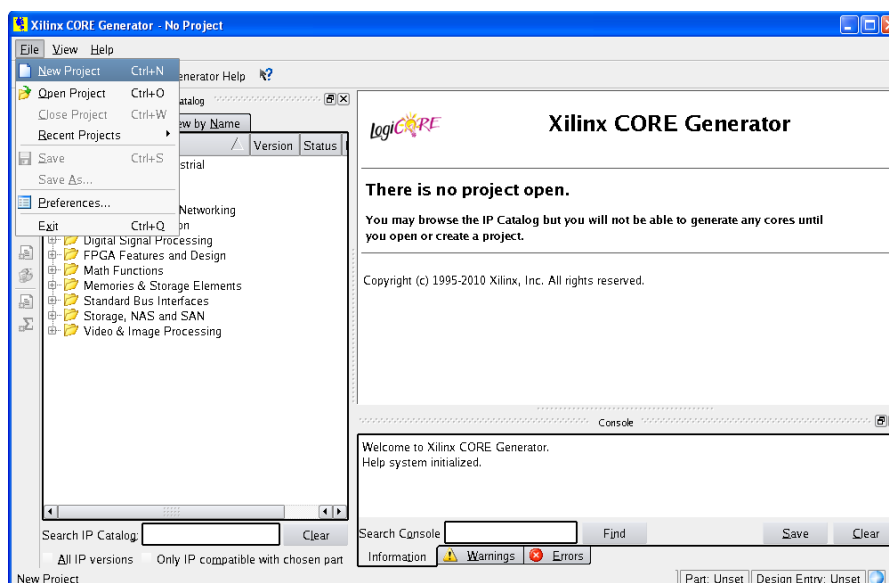 Xilinx CORE Generator - No Project
File View Help
New Project Ctrl+N
Open Project Ctrl+O
Close Project Ctrl+W
Recent Projects
Save Ctrl+S
Save As...
Preferences...
Exit Ctrl+Q
enerator Help
atalog
ew by Name
Version Status
strial
Networking
on
Digital Signal Processing
FPGA Features and Design
Math Functions
Memories & Storage Elements
Standard Bus Interfaces
Storage, NAS and SAN
Video & Image Processing
Search IP Catalog: Clear
All IP versions Only IP compatible with chosen part
New Project
LogiCORE
Xilinx CORE Generator
There is no project open.
You may browse the IP Catalog but you will not be able to generate any cores until
you open or create a project.
Copyright (c) 1995-2010 Xilinx, Inc. All rights reserved.
Console
Welcome to Xilinx CORE Generator.
Help system initialized.
Search Console Find Save Clear
Information Warnings Errors
Part: Unset Design Entry: Unset